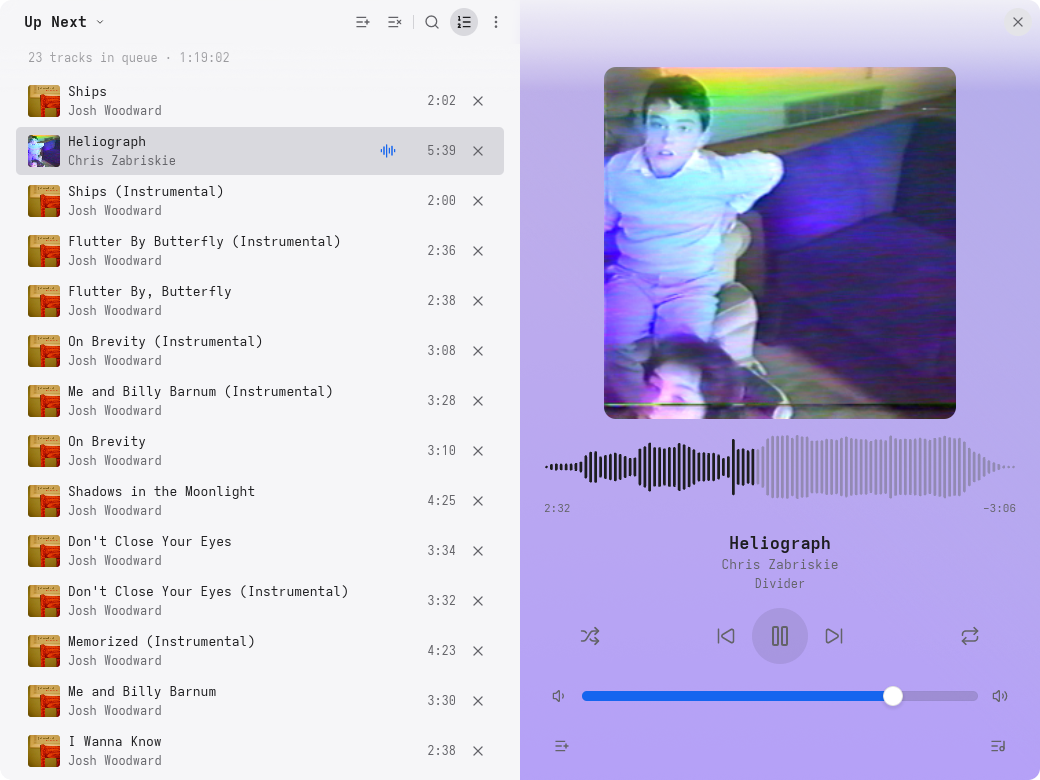 Up Next
23 tracks in queue · 1:19:02
Ships
Josh Woodward
2:02
Heliograph
Chris Zabriskie
5:39
Ships (Instrumental)
Josh Woodward
2:00
Flutter By Butterfly (Instrumental)
Josh Woodward
2:36
Flutter By, Butterfly
Josh Woodward
2:38
On Brevity (Instrumental)
Josh Woodward
3:08
Me and Billy Barnum (Instrumental)
Josh Woodward
3:28
On Brevity
Josh Woodward
3:10
Shadows in the Moonlight
Josh Woodward
4:25
Don't Close Your Eyes
Josh Woodward
3:34
Don't Close Your Eyes (Instrumental)
Josh Woodward
3:32
Memorized (Instrumental)
Josh Woodward
4:23
Me and Billy Barnum
Josh Woodward
3:30
I Wanna Know
Josh Woodward
2:38
2:32
−3:06
Heliograph
Chris Zabriskie
Divider